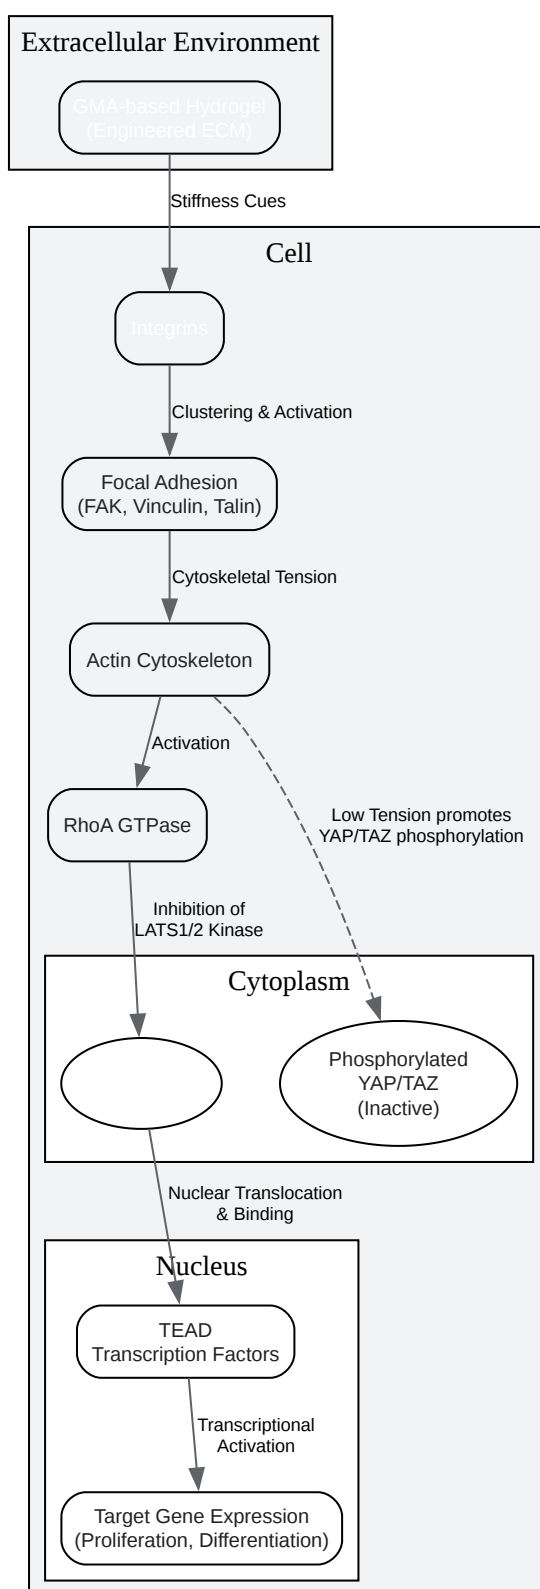 Extracellular Environment
GMA-based Hydrogel
(Engineered ECM)
Stiffness Cues
Cell
Integrins
Clustering & Activation
Focal Adhesion
(FAK, Vinculin, Talin)
Cytoskeletal Tension
Actin Cytoskeleton
Activation
RhoA GTPase
Low Tension promotes
YAP/TAZ phosphorylation
Inhibition of
LATS1/2 Kinase
Cytoplasm
Phosphorylated
YAP/TAZ
(Inactive)
Nuclear Translocation
& Binding
Nucleus
TEAD
Transcription Factors
Transcriptional
Activation
Target Gene Expression
(Proliferation, Differentiation)